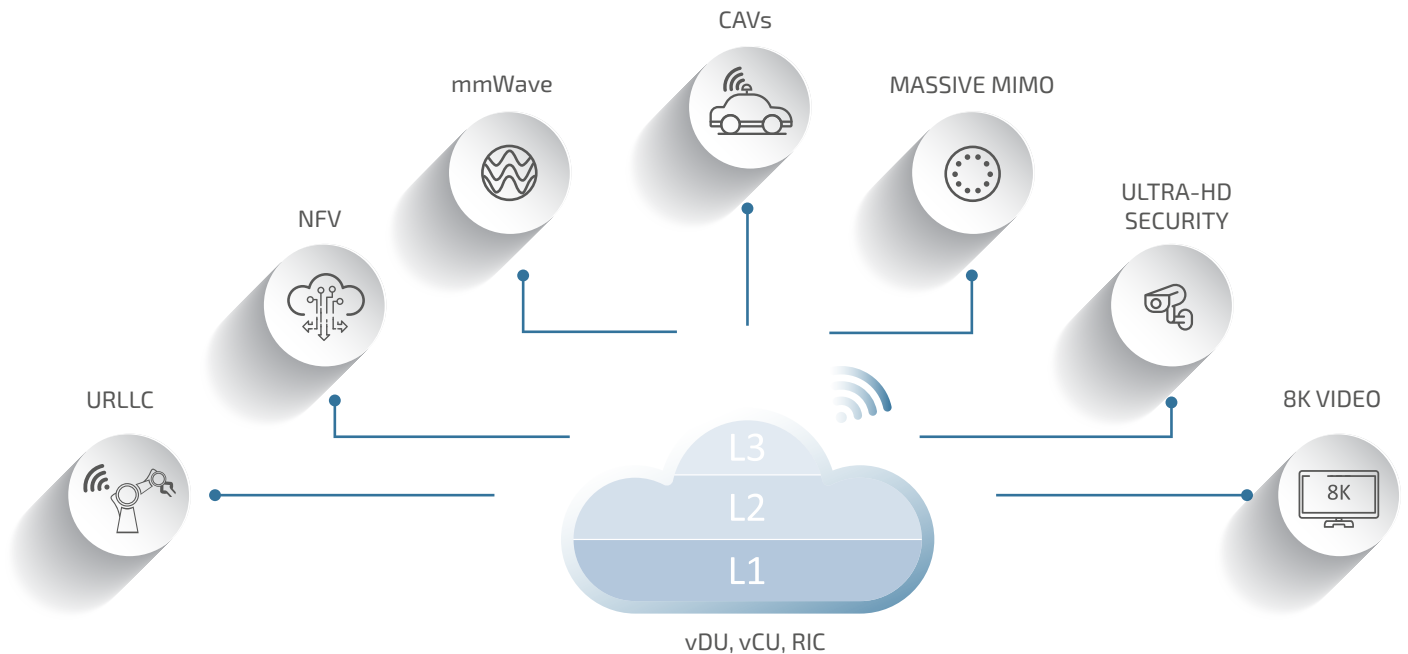 CAVs
mmWave
MASSIVE MIMO
NFV
ULTRA-HD
SECURITY
URLLC
8K VIDEO
8K
L3
L2
L1
vDU, vCU, RIC